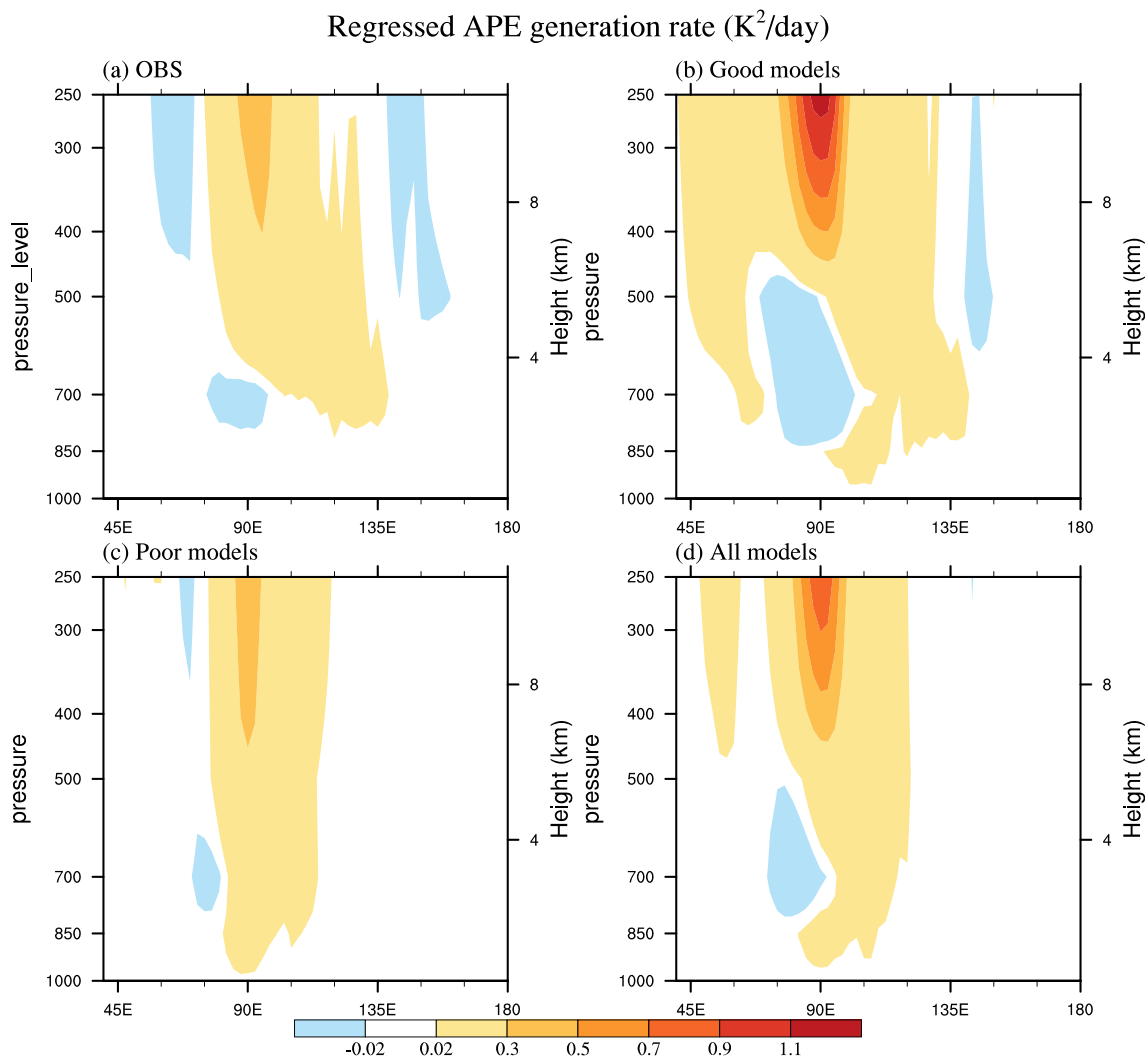 Regressed APE generation rate (K²/day)
(a) OBS
250
300
400
500
700
850
1000
pressure_level
8
4
Height (km)
45E 90E 135E 180
(b) Good models
250
300
400
500
700
850
1000
pressure
8
4
Height (km)
45E 90E 135E 180
(c) Poor models
250
300
400
500
700
850
1000
pressure
8
4
Height (km)
45E 90E 135E 180
(d) All models
250
300
400
500
700
850
1000
pressure
8
4
Height (km)
45E 90E 135E 180
-0.02 0.02 0.3 0.5 0.7 0.9 1.1